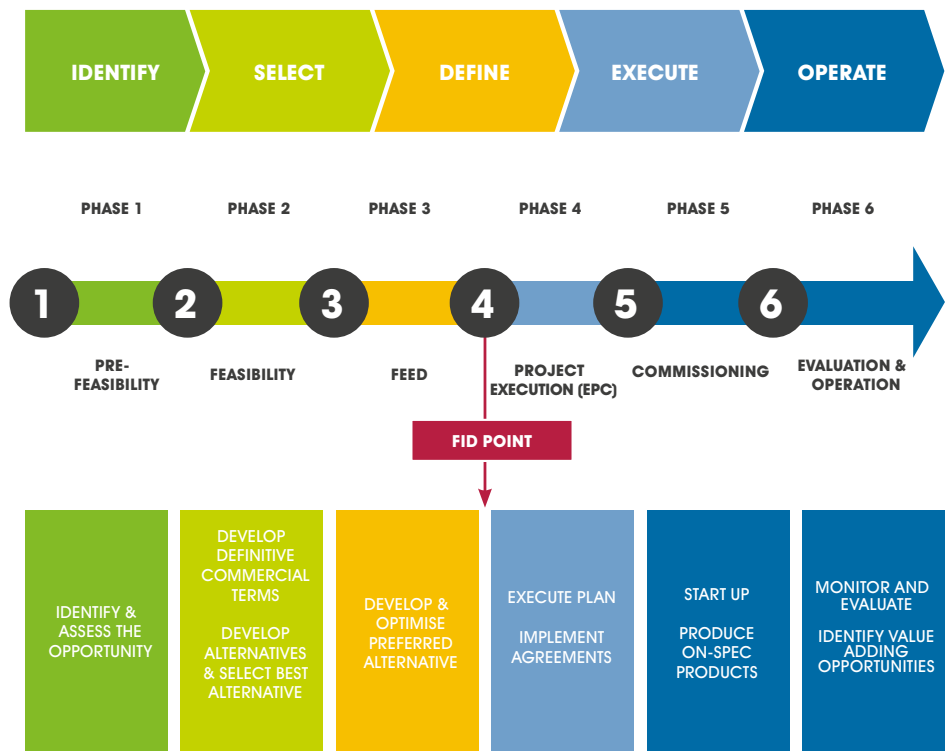 IDENTIFY
SELECT
DEFINE
EXECUTE
OPERATE
PHASE 1
PHASE 2
PHASE 3
PHASE 4
PHASE 5
PHASE 6
1
2
3
4
5
6
PRE-
FEASIBILITY
FEASIBILITY
FEED
PROJECT
EXECUTION (EPC)
COMMISSIONING
EVALUATION &
OPERATION
FID POINT
IDENTIFY &
ASSESS THE
OPPORTUNITY
DEVELOP
DEFINITIVE
COMMERCIAL
TERMS
DEVELOP
ALTERNATIVES
& SELECT BEST
ALTERNATIVE
DEVELOP &
OPTIMISE
PREFERRED
ALTERNATIVE
EXECUTE PLAN
IMPLEMENT
AGREEMENTS
START UP
PRODUCE
ON-SPEC
PRODUCTS
MONITOR AND
EVALUATE
IDENTIFY VALUE
ADDING
OPPORTUNITIES